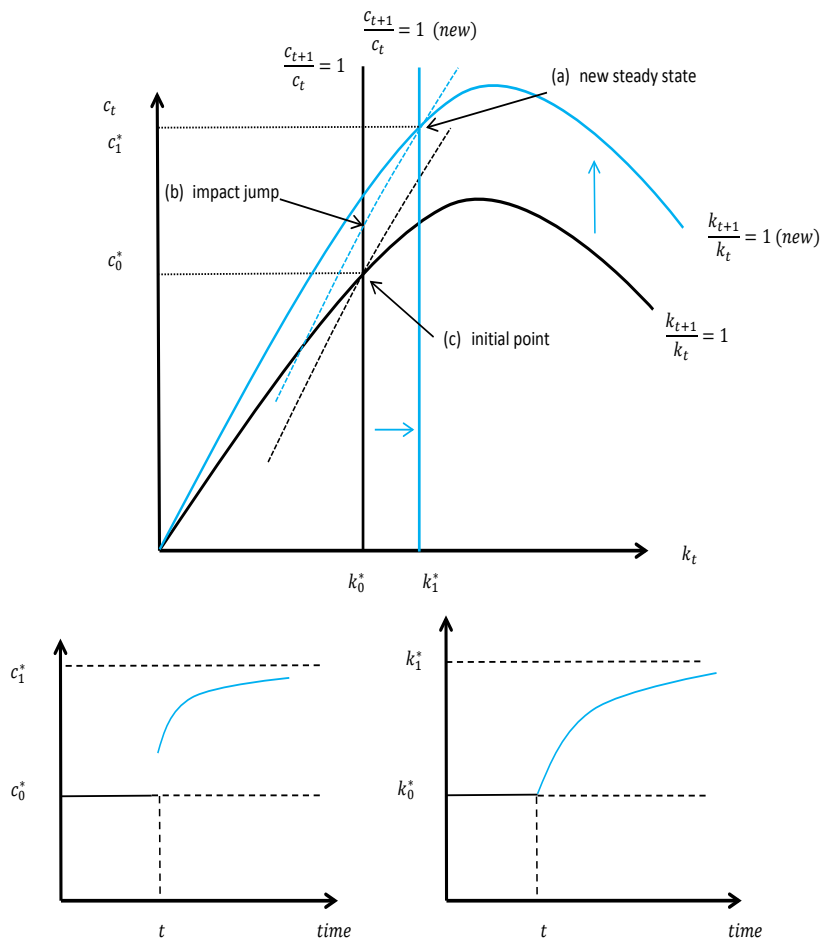 c_{t+1}/c_t = 1
c_{t+1}/c_t = 1 (new)
(a) new steady state
c_t
c_1^*
(b) impact jump
c_0^*
k_{t+1}/k_t = 1 (new)
(c) initial point
k_{t+1}/k_t = 1
k_t
k_0^*
k_1^*
c_1^*
c_0^*
t
time
k_1^*
k_0^*
t
time